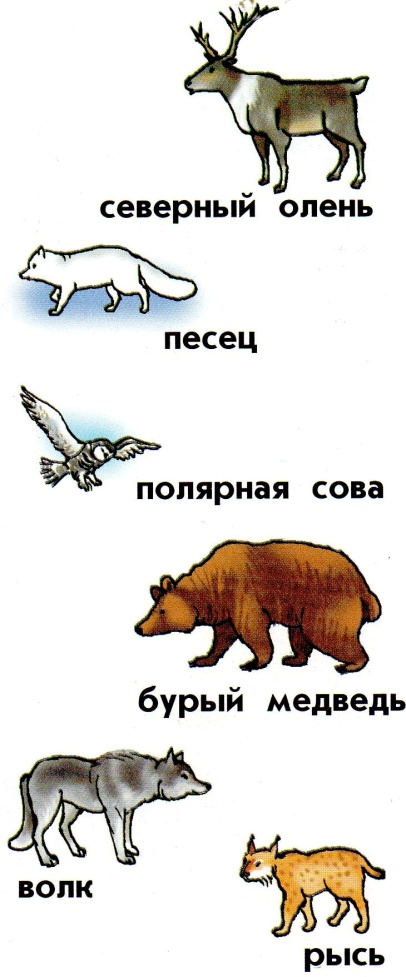 северный олень
песец
полярная сова
бурый медведь
волк
рысь